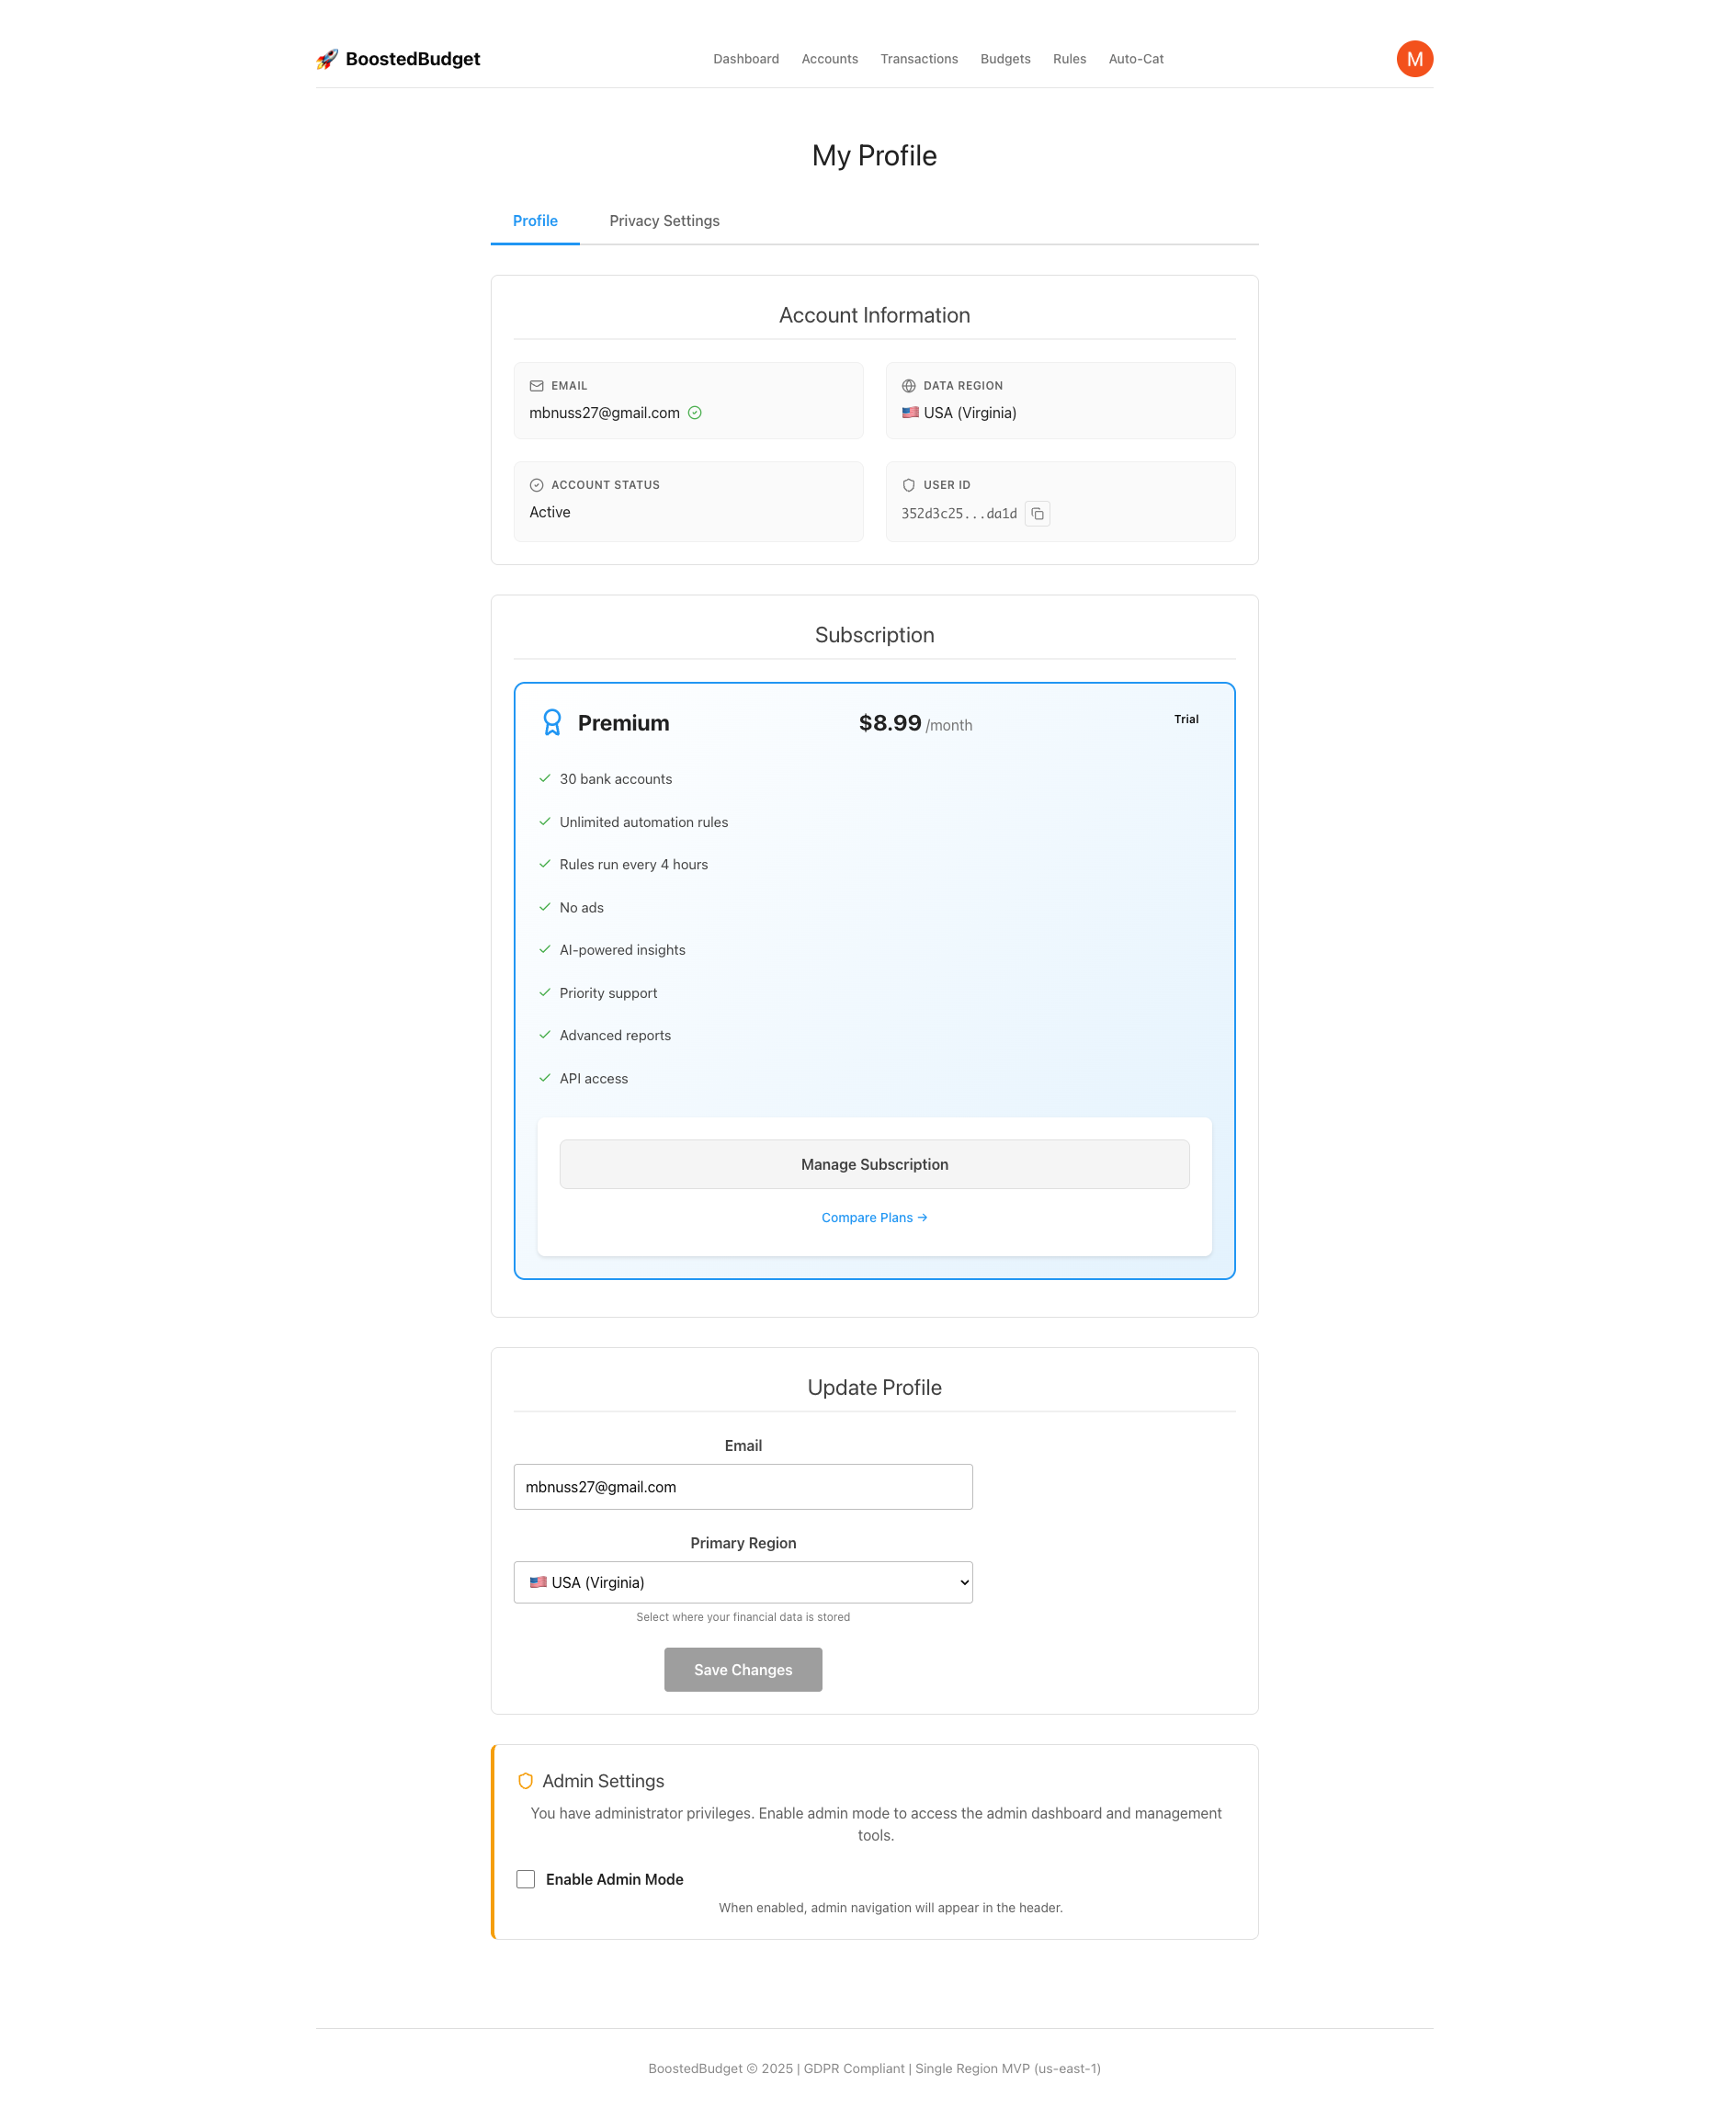 BoostedBudget
Dashboard Accounts Transactions Budgets Rules Auto-Cat
M
My Profile
Profile Privacy Settings
Account Information
EMAIL
mbnuss27@gmail.com
DATA REGION
USA (Virginia)
ACCOUNT STATUS
Active
USER ID
352d3c25...da1d
Subscription
Premium $8.99 /month Trial
30 bank accounts
Unlimited automation rules
Rules run every 4 hours
No ads
AI-powered insights
Priority support
Advanced reports
API access
Manage Subscription
Compare Plans →
Update Profile
Email
mbnuss27@gmail.com
Primary Region
USA (Virginia)
Select where your financial data is stored
Save Changes
Admin Settings
You have administrator privileges. Enable admin mode to access the admin dashboard and management
tools.
Enable Admin Mode
When enabled, admin navigation will appear in the header.
BoostedBudget © 2025 | GDPR Compliant | Single Region MVP (us-east-1)